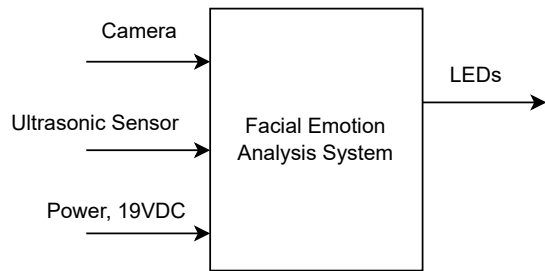 Camera
LEDs
Ultrasonic Sensor
Facial Emotion
Analysis System
Power, 19VDC